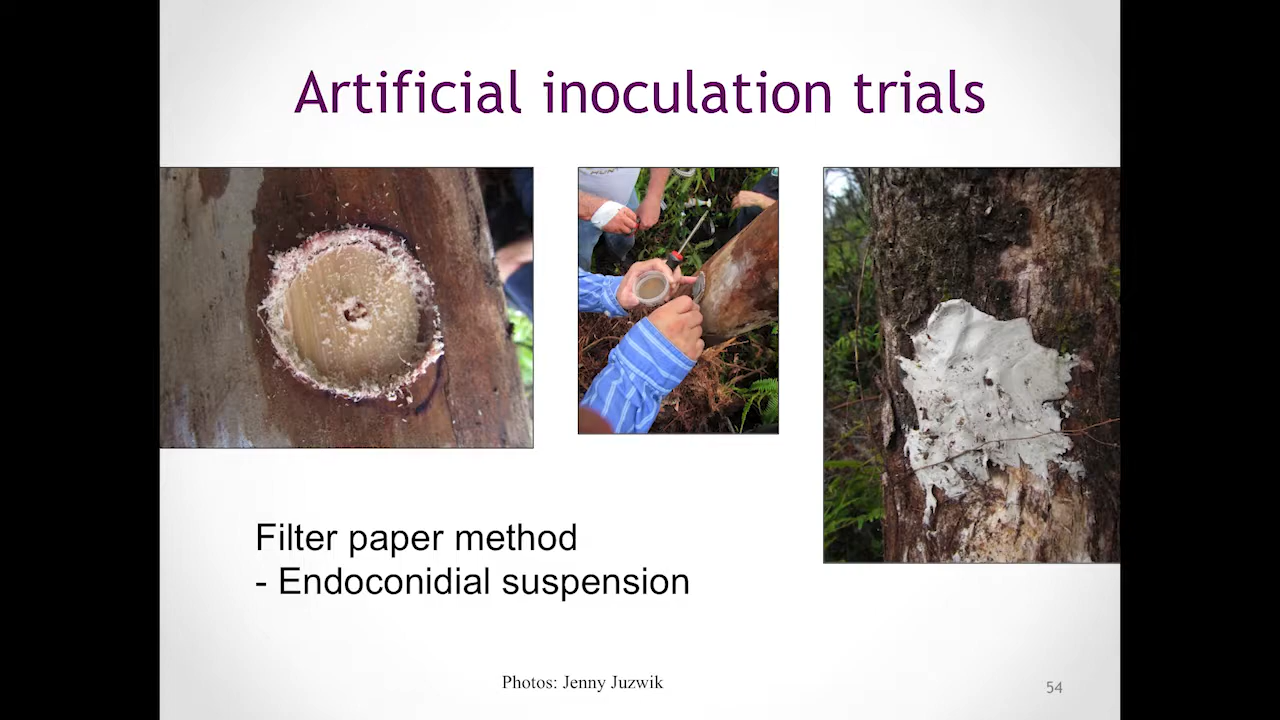 Artificial inoculation trials
Filter paper method
- Endoconidial suspension
Photos: Jenny Juzwik
54